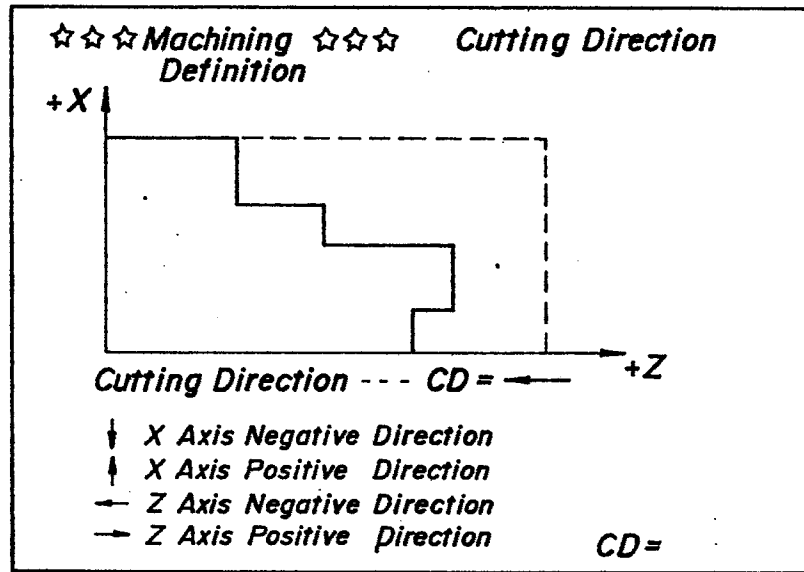 ☆☆☆ Machining ☆☆☆ Cutting Direction
Definition
+X
+Z
Cutting Direction --- CD = ←
↓ X Axis Negative Direction
↑ X Axis Positive Direction
← Z Axis Negative Direction
→ Z Axis Positive Direction
CD =